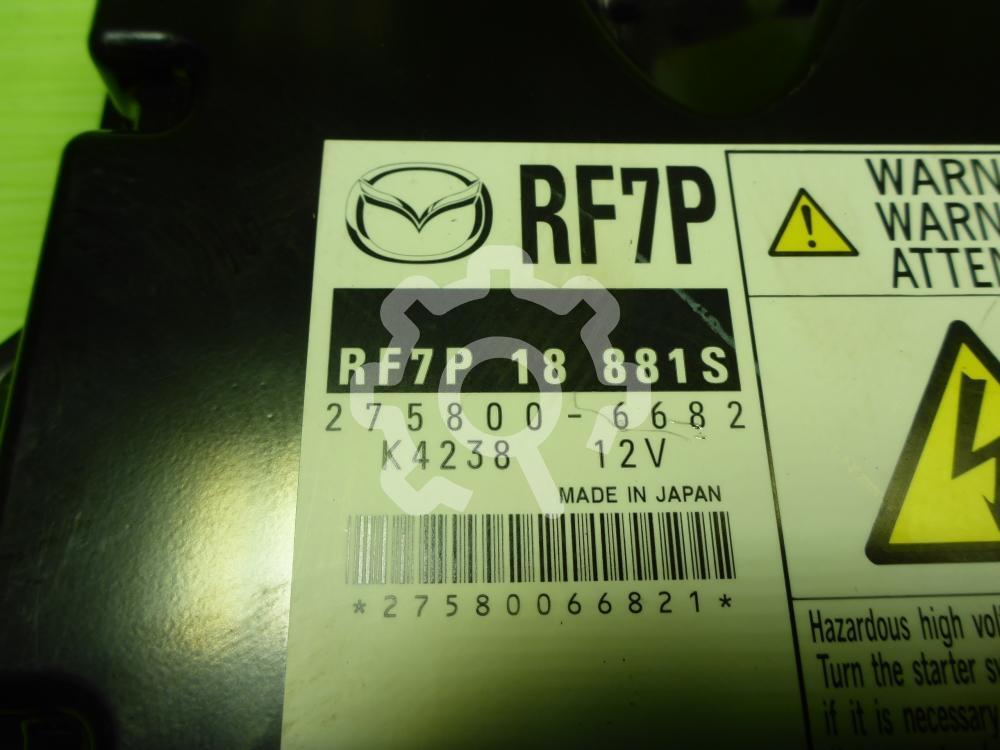 RF7P
RF7P 18 881S
275800-6682
K4238 12V
MADE IN JAPAN
*27580066821*
WARN
WARN
ATTEN
Hazardous high vol
Turn the starter s
if it is necessary